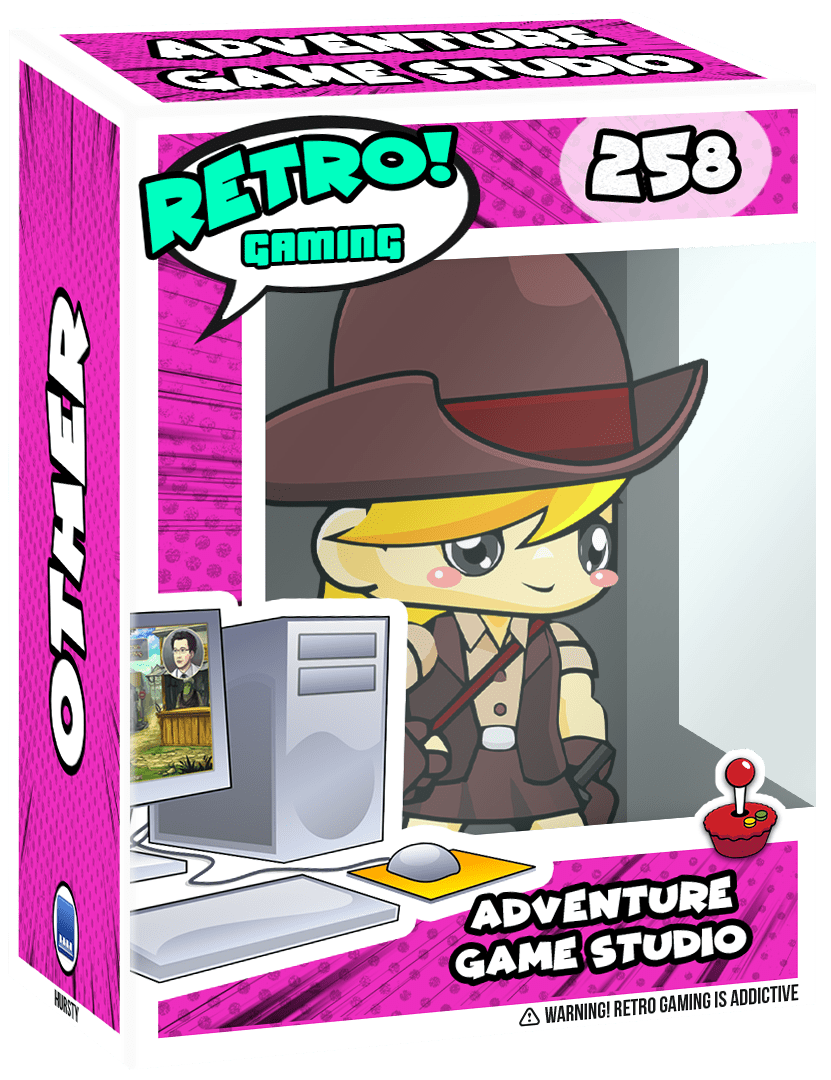 ADVENTURE
GAME STUDIO
RETRO!
GAMING
258
OTHER
HURSTY
ADVENTURE
GAME STUDIO
WARNING! RETRO GAMING IS ADDICTIVE